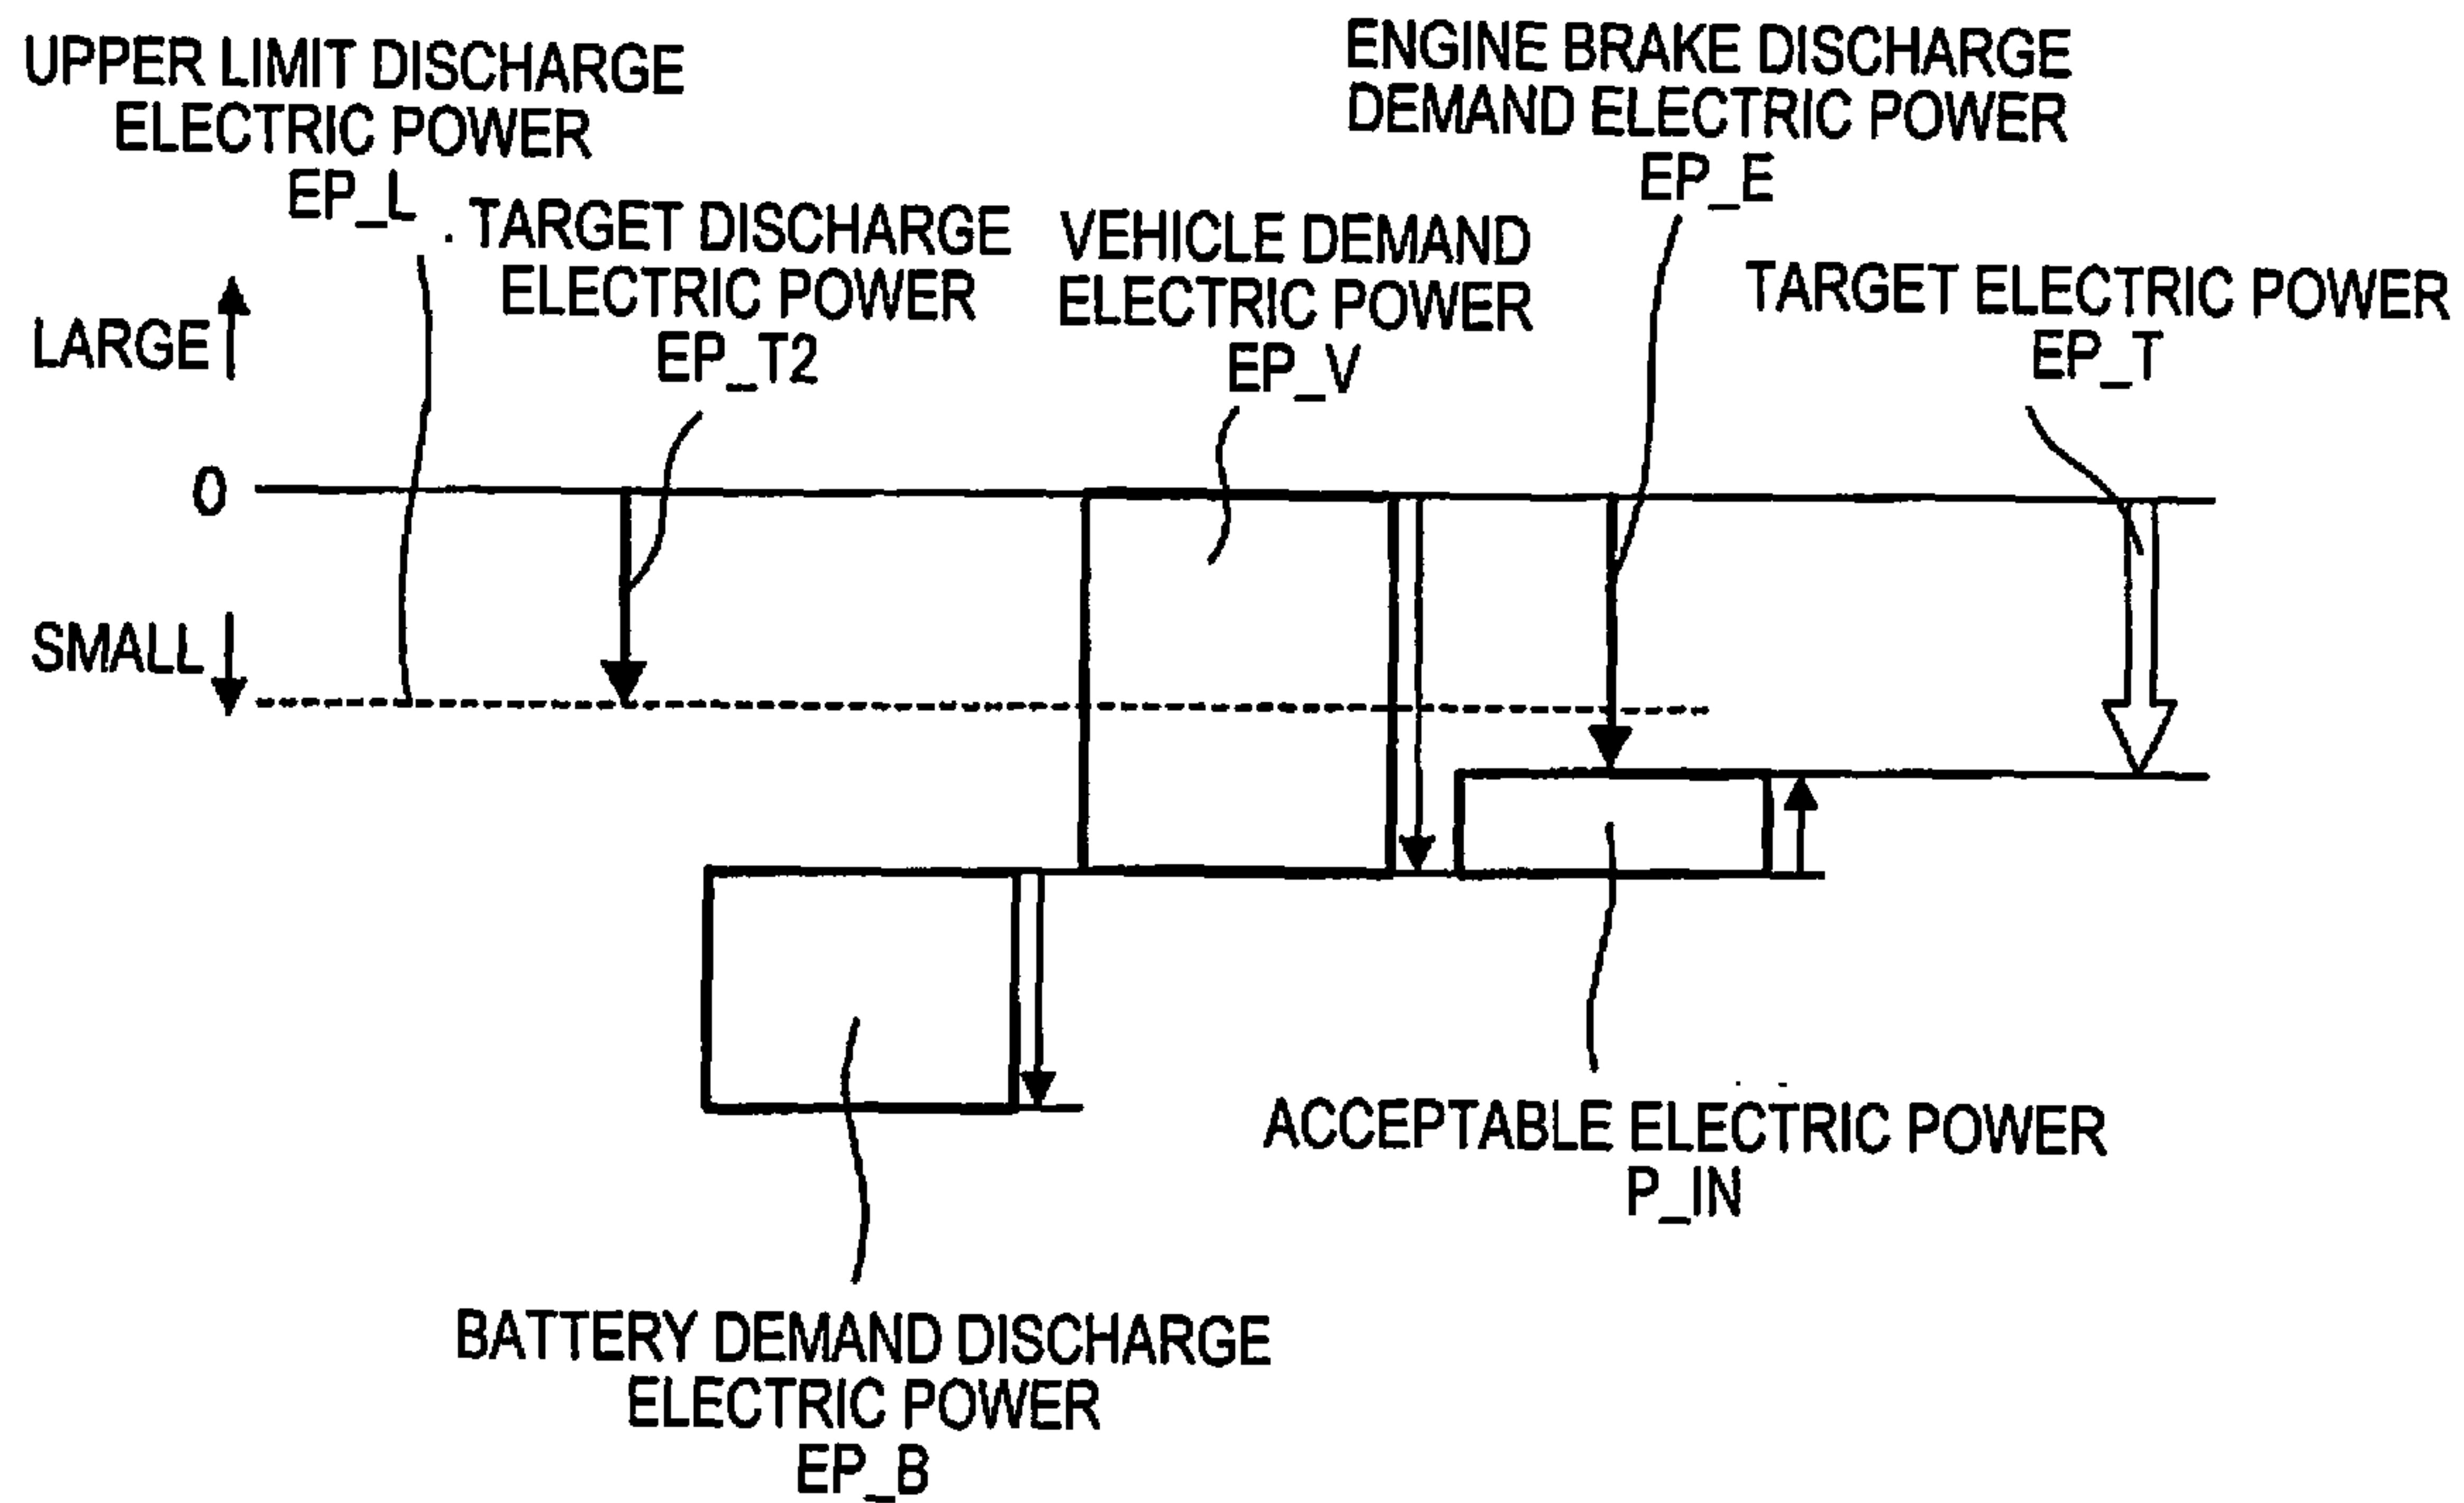 UPPER LIMIT DISCHARGE
ELECTRIC POWER
EP_L
ENGINE BRAKE DISCHARGE
DEMAND ELECTRIC POWER
EP_E
TARGET DISCHARGE
ELECTRIC POWER
EP_T2
VEHICLE DEMAND
ELECTRIC POWER
EP_V
TARGET ELECTRIC POWER
EP_T
LARGE
0
SMALL
ACCEPTABLE ELECTRIC POWER
P_IN
BATTERY DEMAND DISCHARGE
ELECTRIC POWER
EP_B